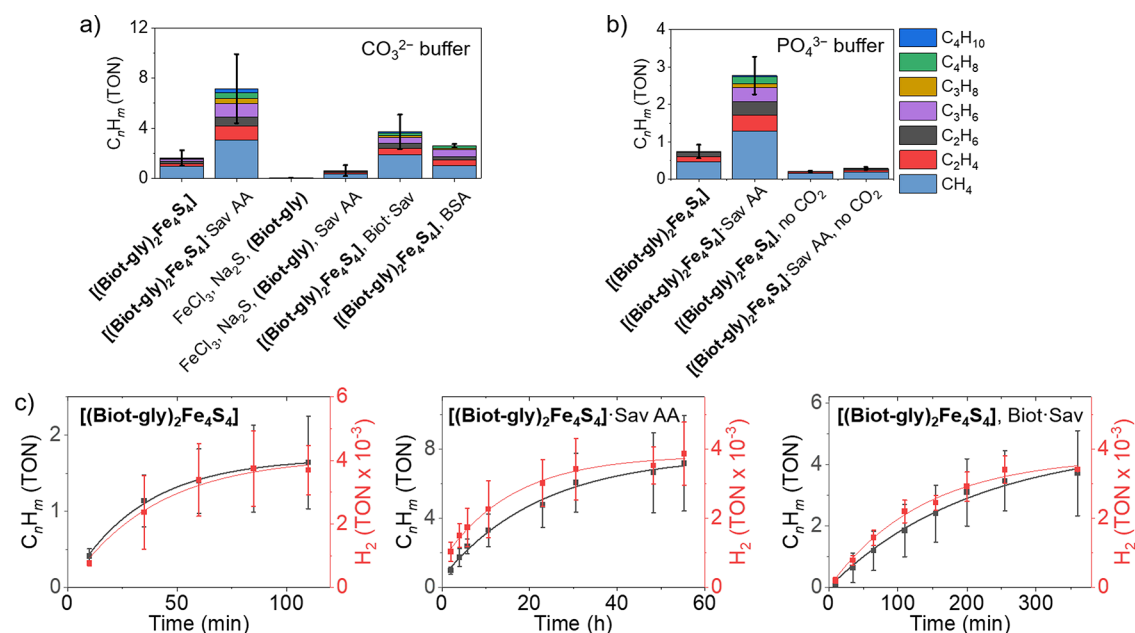 a)
CO₃²⁻ buffer
CₙHₘ (TON)
12
8
4
0
[(Biot-gly)₂Fe₄S₄]
[(Biot-gly)₂Fe₄S₄]·Sav AA
FeCl₃, Na₂S, (Biot-gly)
FeCl₃, Na₂S, (Biot-gly), Sav AA
[(Biot-gly)₂Fe₄S₄], Biot·Sav
[(Biot-gly)₂Fe₄S₄], BSA
b)
PO₄³⁻ buffer
CₙHₘ (TON)
4
3
2
1
0
[(Biot-gly)₂Fe₄S₄]
[(Biot-gly)₂Fe₄S₄]·Sav AA
[(Biot-gly)₂Fe₄S₄], no CO₂
[(Biot-gly)₂Fe₄S₄]·Sav AA, no CO₂
C₄H₁₀
C₄H₈
C₃H₈
C₃H₆
C₂H₆
C₂H₄
CH₄
c)
[(Biot-gly)₂Fe₄S₄]
CₙHₘ (TON)
2
1
0
0 50 100
Time (min)
6
4
2
0
H₂ (TON x 10⁻³)
[(Biot-gly)₂Fe₄S₄]·Sav AA
CₙHₘ (TON)
8
4
0
0 20 40 60
Time (h)
4
2
0
H₂ (TON x 10⁻³)
[(Biot-gly)₂Fe₄S₄], Biot·Sav
CₙHₘ (TON)
6
4
2
0
0 100 200 300
Time (min)
4
2
0
H₂ (TON x 10⁻³)